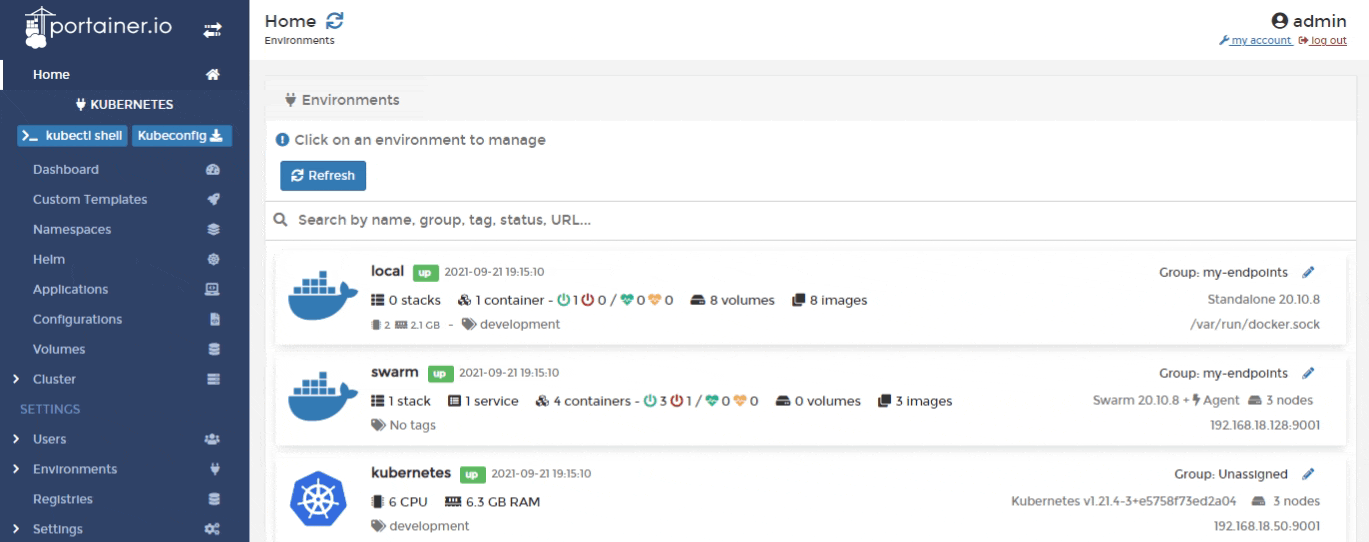 portainer.io
Home
KUBERNETES
>_ kubectl shell Kubeconfig
Dashboard
Custom Templates
Namespaces
Helm
Applications
Configurations
Volumes
Cluster
SETTINGS
Users
Environments
Registries
Settings
Home
Environments
admin
my account log out
Environments
Click on an environment to manage
Refresh
Search by name, group, tag, status, URL...
local up 2021-09-21 19:15:10 Group: my-endpoints
0 stacks 1 container - 1 0 / 0 0 8 volumes 8 images Standalone 20.10.8
2 2.1 GB - development /var/run/docker.sock
swarm up 2021-09-21 19:15:10 Group: my-endpoints
1 stack 1 service 4 containers - 3 1 / 0 0 0 volumes 3 images Swarm 20.10.8 + Agent 3 nodes
No tags 192.168.18.128:9001
kubernetes up 2021-09-21 19:15:10 Group: Unassigned
6 CPU 6.3 GB RAM Kubernetes v1.21.4-3+e5758f73ed2a04 3 nodes
development 192.168.18.50:9001